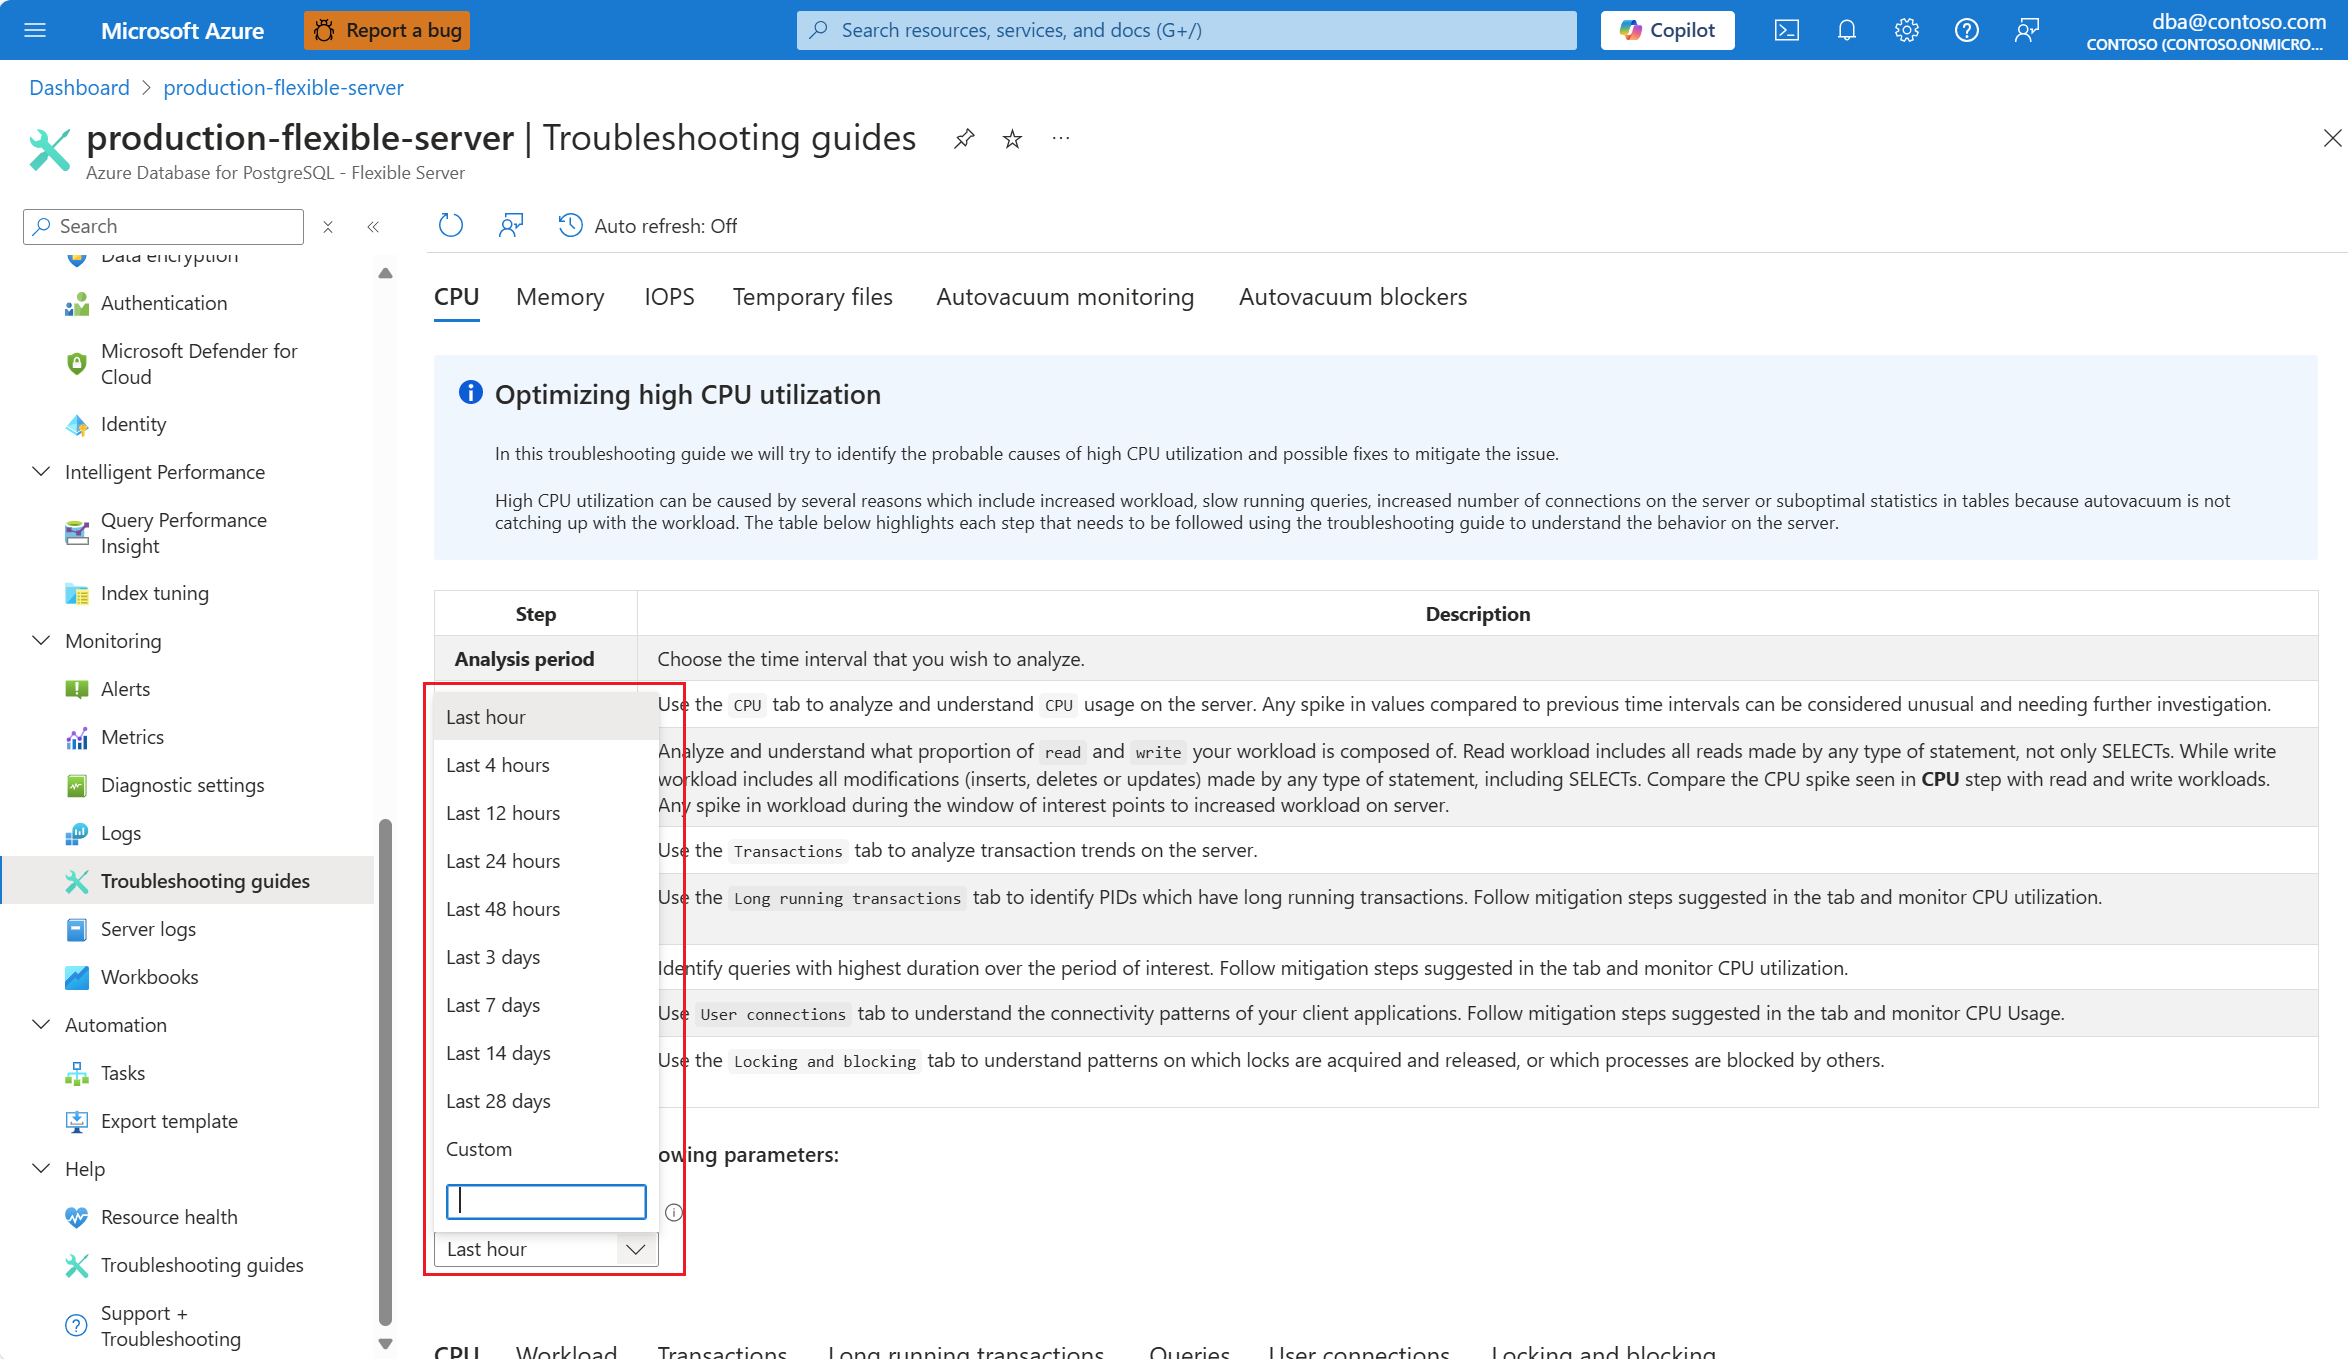 Microsoft Azure
Report a bug
Search resources, services, and docs (G+/)
Copilot
dba@contoso.com
CONTOSO (CONTOSO.ONMICRO...
Dashboard > production-flexible-server
production-flexible-server | Troubleshooting guides
Azure Database for PostgreSQL - Flexible Server
Search
Auto refresh: Off
Data encryption
Authentication
Microsoft Defender for
Cloud
Identity
Intelligent Performance
Query Performance
Insight
Index tuning
Monitoring
Alerts
Metrics
Diagnostic settings
Logs
Troubleshooting guides
Server logs
Workbooks
Automation
Tasks
Export template
Help
Resource health
Troubleshooting guides
Support +
Troubleshooting
CPU Memory IOPS Temporary files Autovacuum monitoring Autovacuum blockers
Optimizing high CPU utilization
In this troubleshooting guide we will try to identify the probable causes of high CPU utilization and possible fixes to mitigate the issue.
High CPU utilization can be caused by several reasons which include increased workload, slow running queries, increased number of connections on the server or suboptimal statistics in tables because autovacuum is not
catching up with the workload. The table below highlights each step that needs to be followed using the troubleshooting guide to understand the behavior on the server.
Step Description
Analysis period Choose the time interval that you wish to analyze.
Use the CPU tab to analyze and understand CPU usage on the server. Any spike in values compared to previous time intervals can be considered unusual and needing further investigation.
Analyze and understand what proportion of read and write your workload is composed of. Read workload includes all reads made by any type of statement, not only SELECTs. While write
workload includes all modifications (inserts, deletes or updates) made by any type of statement, including SELECTs. Compare the CPU spike seen in CPU step with read and write workloads.
Any spike in workload during the window of interest points to increased workload on server.
Use the Transactions tab to analyze transaction trends on the server.
Use the Long running transactions tab to identify PIDs which have long running transactions. Follow mitigation steps suggested in the tab and monitor CPU utilization.
Identify queries with highest duration over the period of interest. Follow mitigation steps suggested in the tab and monitor CPU utilization.
Use User connections tab to understand the connectivity patterns of your client applications. Follow mitigation steps suggested in the tab and monitor CPU Usage.
Use the Locking and blocking tab to understand patterns on which locks are acquired and released, or which processes are blocked by others.
Last hour
Last 4 hours
Last 12 hours
Last 24 hours
Last 48 hours
Last 3 days
Last 7 days
Last 14 days
Last 28 days
Custom
owing parameters:
Last hour
CPU Workload Transactions Long running transactions Queries User connections Locking and blocking